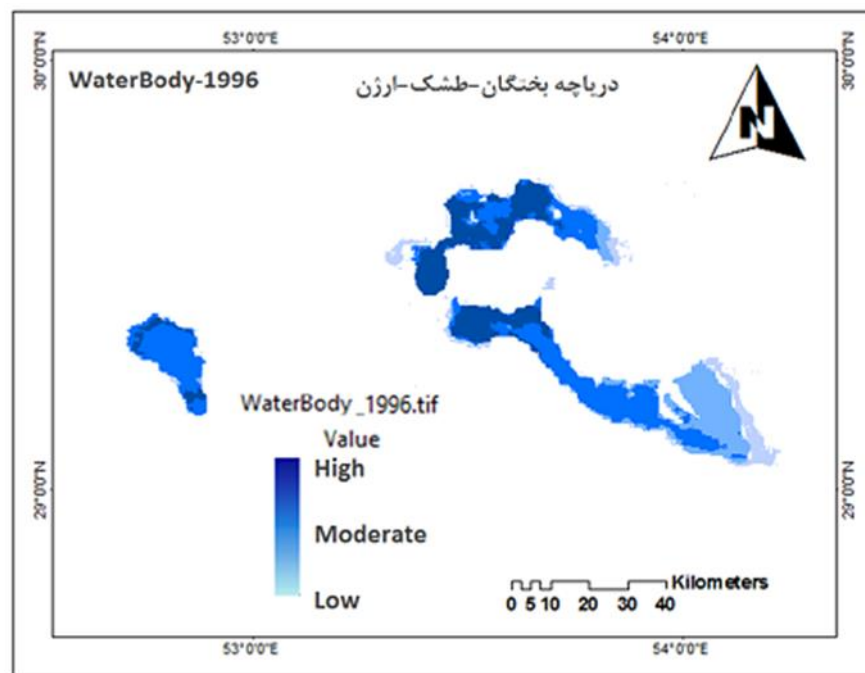 53°0'0"E 54°0'0"E
30°0'0"N 30°0'0"N
WaterBody-1996
دریاچه بختگان-طشک-ارژن
N
WaterBody_1996.tif
Value
High
Moderate
Low
29°0'0"N 29°0'0"N
Kilometers
0 5 10 20 30 40
53°0'0"E 54°0'0"E